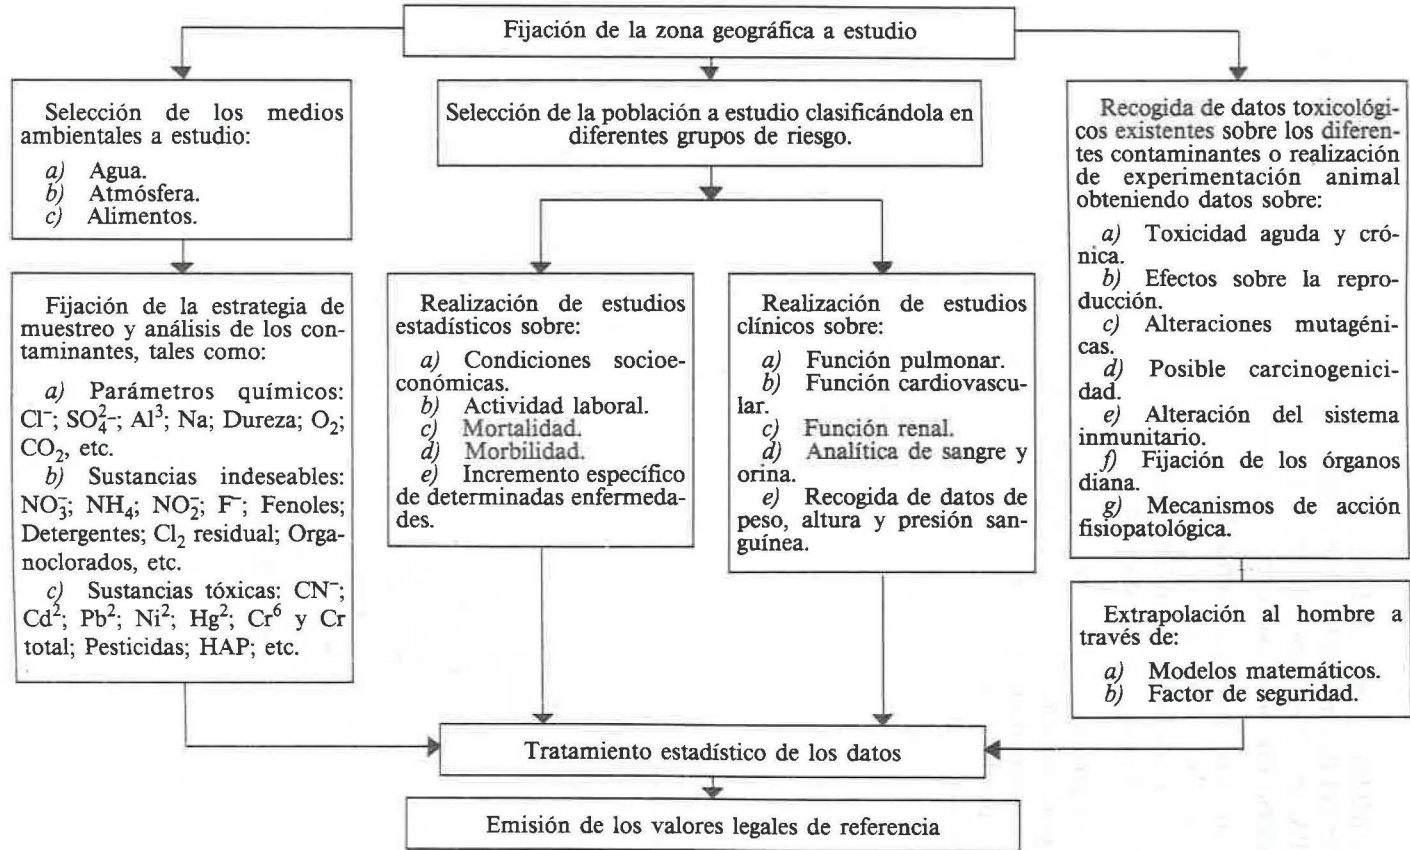 Fijación de la zona geográfica a estudio
Selección de los medios
ambientales a estudio:
a) Agua.
b) Atmósfera.
c) Alimentos.
Fijación de la estrategia de
muestreo y análisis de los con-
taminantes, tales como:
a) Parámetros químicos:
Cl⁻; SO₄²⁻; Al³; Na; Dureza; O₂;
CO₂, etc.
b) Sustancias indeseables:
NO₃⁻; NH₄; NO₂⁻; F⁻; Fenoles;
Detergentes; Cl₂ residual; Orga-
noclorados, etc.
c) Sustancias tóxicas: CN⁻;
Cd²; Pb²; Ni²; Hg²; Cr⁶ y Cr
total; Pesticidas; HAP; etc.
Selección de la población a estudio clasificándola en
diferentes grupos de riesgo.
Realización de estudios
estadísticos sobre:
a) Condiciones socioe-
conómicas.
b) Actividad laboral.
c) Mortalidad.
d) Morbilidad.
e) Incremento específico
de determinadas enfermeda-
des.
Realización de estudios
clínicos sobre:
a) Función pulmonar.
b) Función cardiovascu-
lar.
c) Función renal.
d) Analítica de sangre y
orina.
e) Recogida de datos de
peso, altura y presión san-
guínea.
Recogida de datos toxicológi-
cos existentes sobre los diferen-
tes contaminantes o realización
de experimentación animal
obteniendo datos sobre:
a) Toxicidad aguda y cró-
nica.
b) Efectos sobre la repro-
ducción.
c) Alteraciones mutagéni-
cas.
d) Posible carcinogenici-
dad.
e) Alteración del sistema
inmunitario.
f) Fijación de los órganos
diana.
g) Mecanismos de acción
fisiopatológica.
Extrapolación al hombre a
través de:
a) Modelos matemáticos.
b) Factor de seguridad.
Tratamiento estadístico de los datos
Emisión de los valores legales de referencia